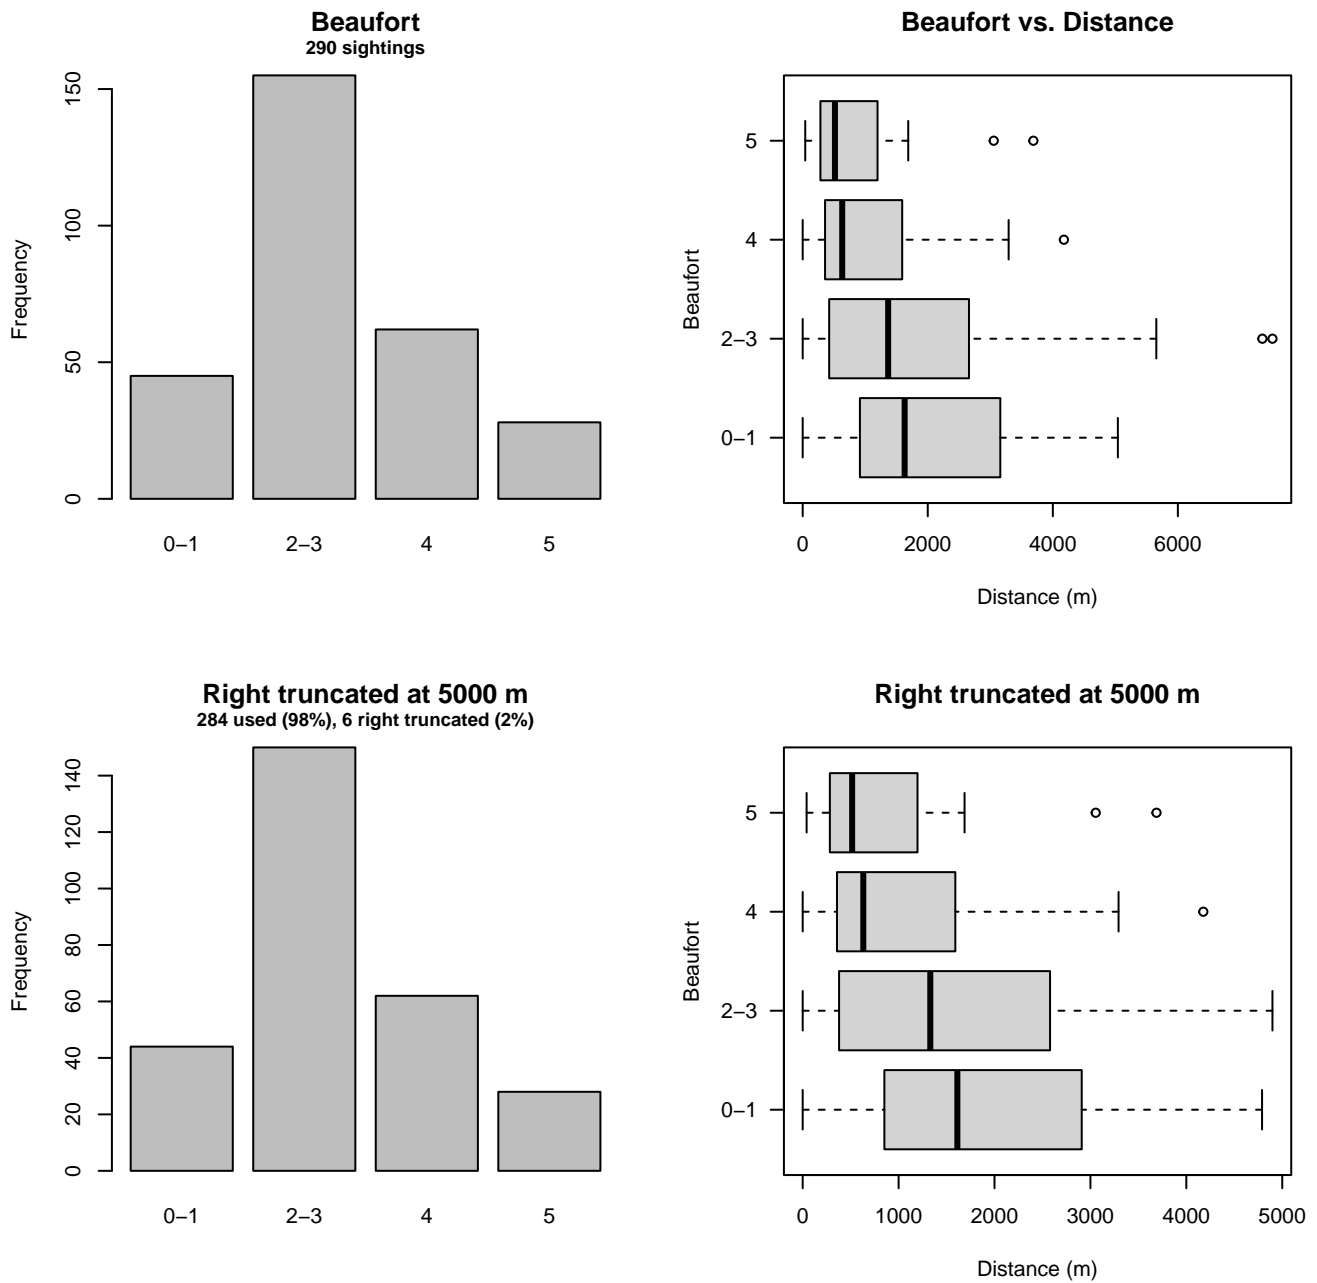 Beaufort
290 sightings
Frequency
150
100
50
0
0–1 2–3 4 5
Beaufort vs. Distance
Beaufort
5
4
2–3
0–1
0 2000 4000 6000
Distance (m)
Right truncated at 5000 m
284 used (98%), 6 right truncated (2%)
Frequency
140
120
100
80
60
40
20
0
0–1 2–3 4 5
Right truncated at 5000 m
Beaufort
5
4
2–3
0–1
0 1000 2000 3000 4000 5000
Distance (m)